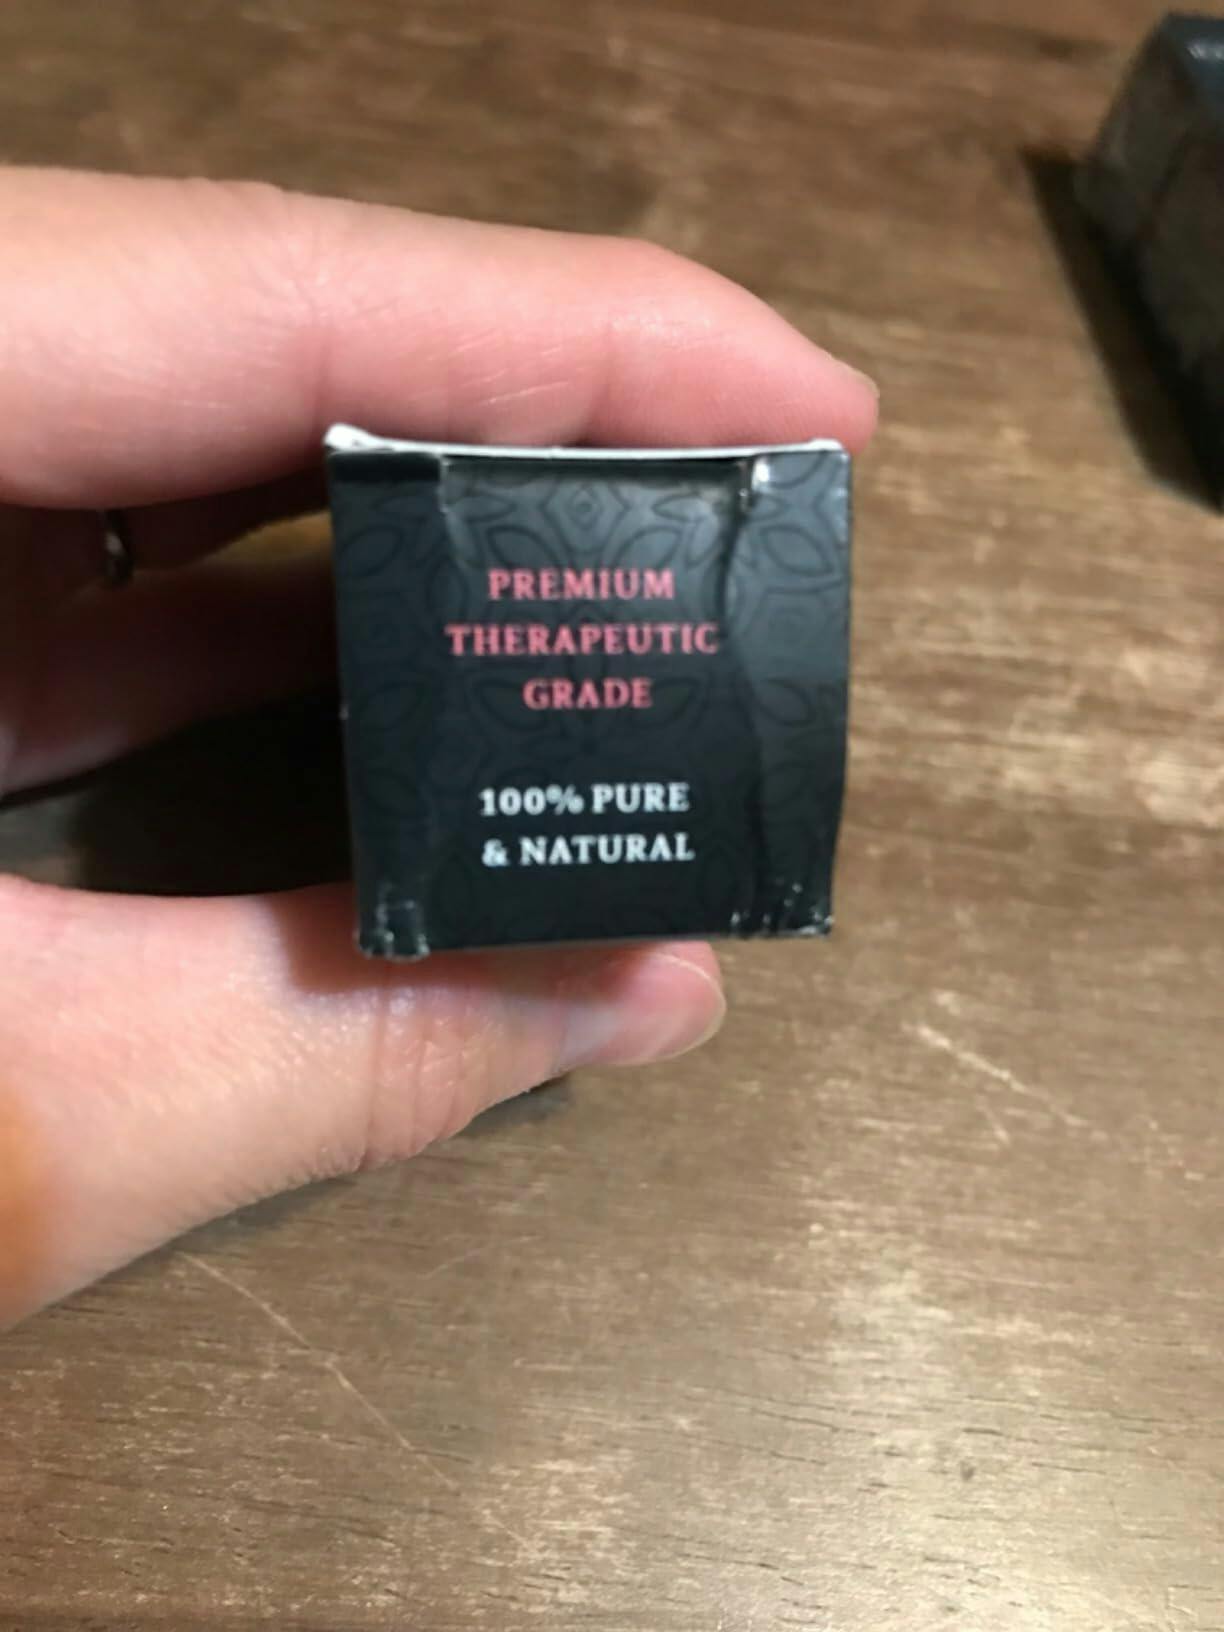 PREMIUM
THERAPEUTIC
GRADE
100% PURE
& NATURAL